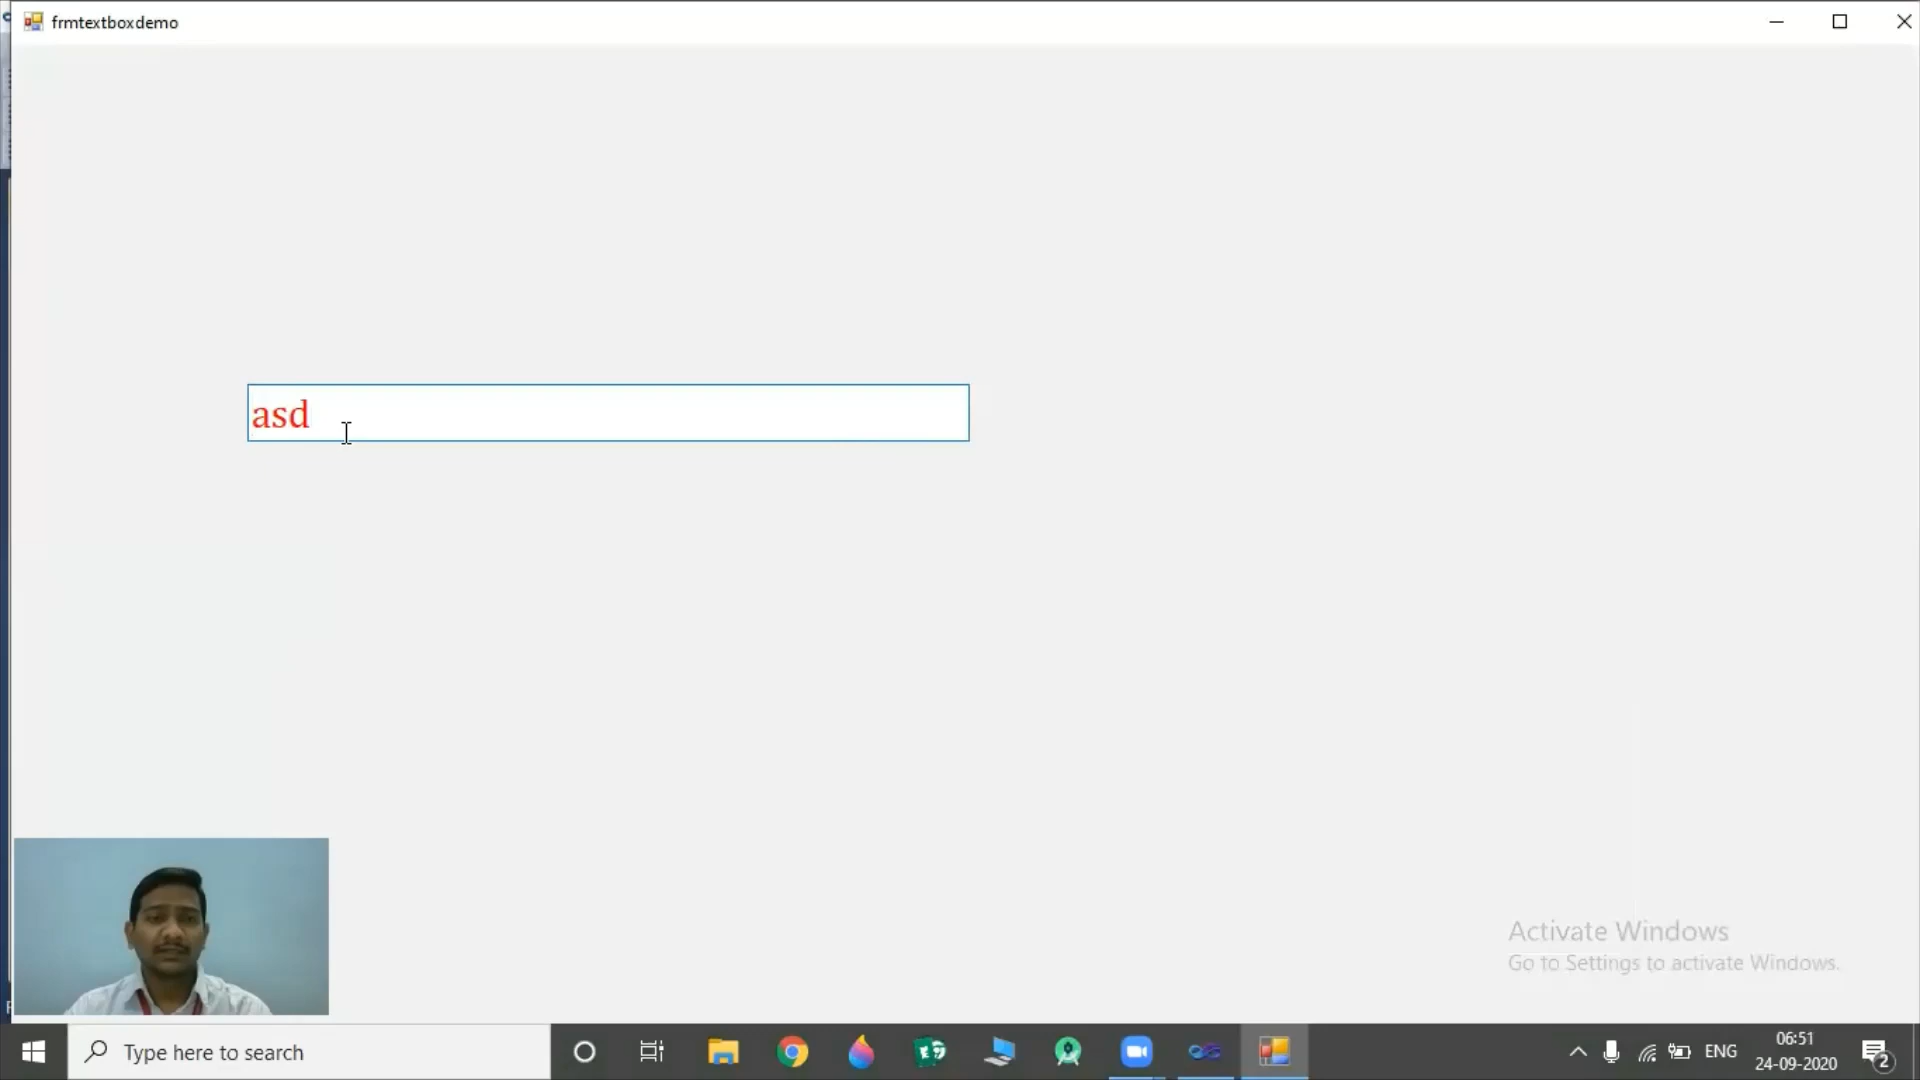 frmtextboxdemo
asd
Activate Windows
Go to Settings to activate Windows.
Type here to search
ENG
06:51
24-09-2020
2